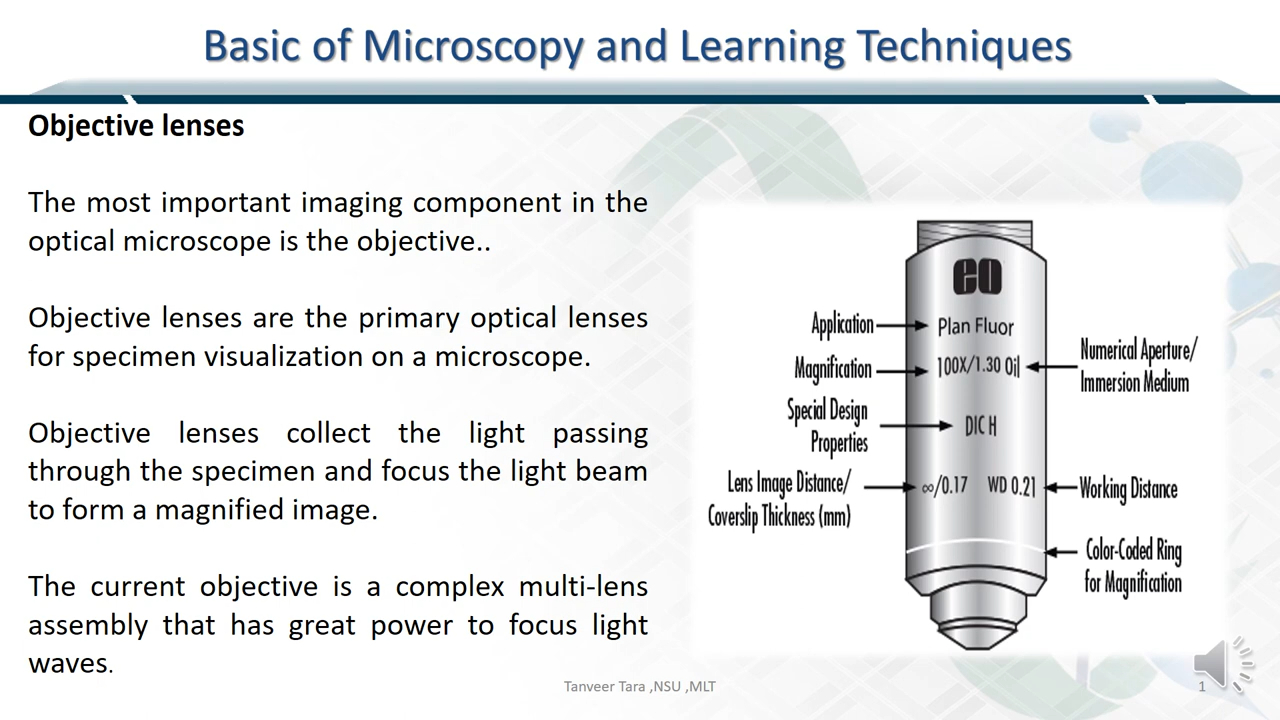 Basic of Microscopy and Learning Techniques
Objective lenses
The most important imaging component in the
optical microscope is the objective..
Objective lenses are the primary optical lenses
for specimen visualization on a microscope.
Objective lenses collect the light passing
through the specimen and focus the light beam
to form a magnified image.
The current objective is a complex multi-lens
assembly that has great power to focus light
waves.
eo
Application
Plan Fluor
Magnification
100X/1.30 Oil
Numerical Aperture/
Immersion Medium
Special Design
Properties
DIC H
Lens Image Distance/
Coverslip Thickness (mm)
∞/0.17 WD 0.21
Working Distance
Color-Coded Ring
for Magnification
Tanveer Tara ,NSU ,MLT
1